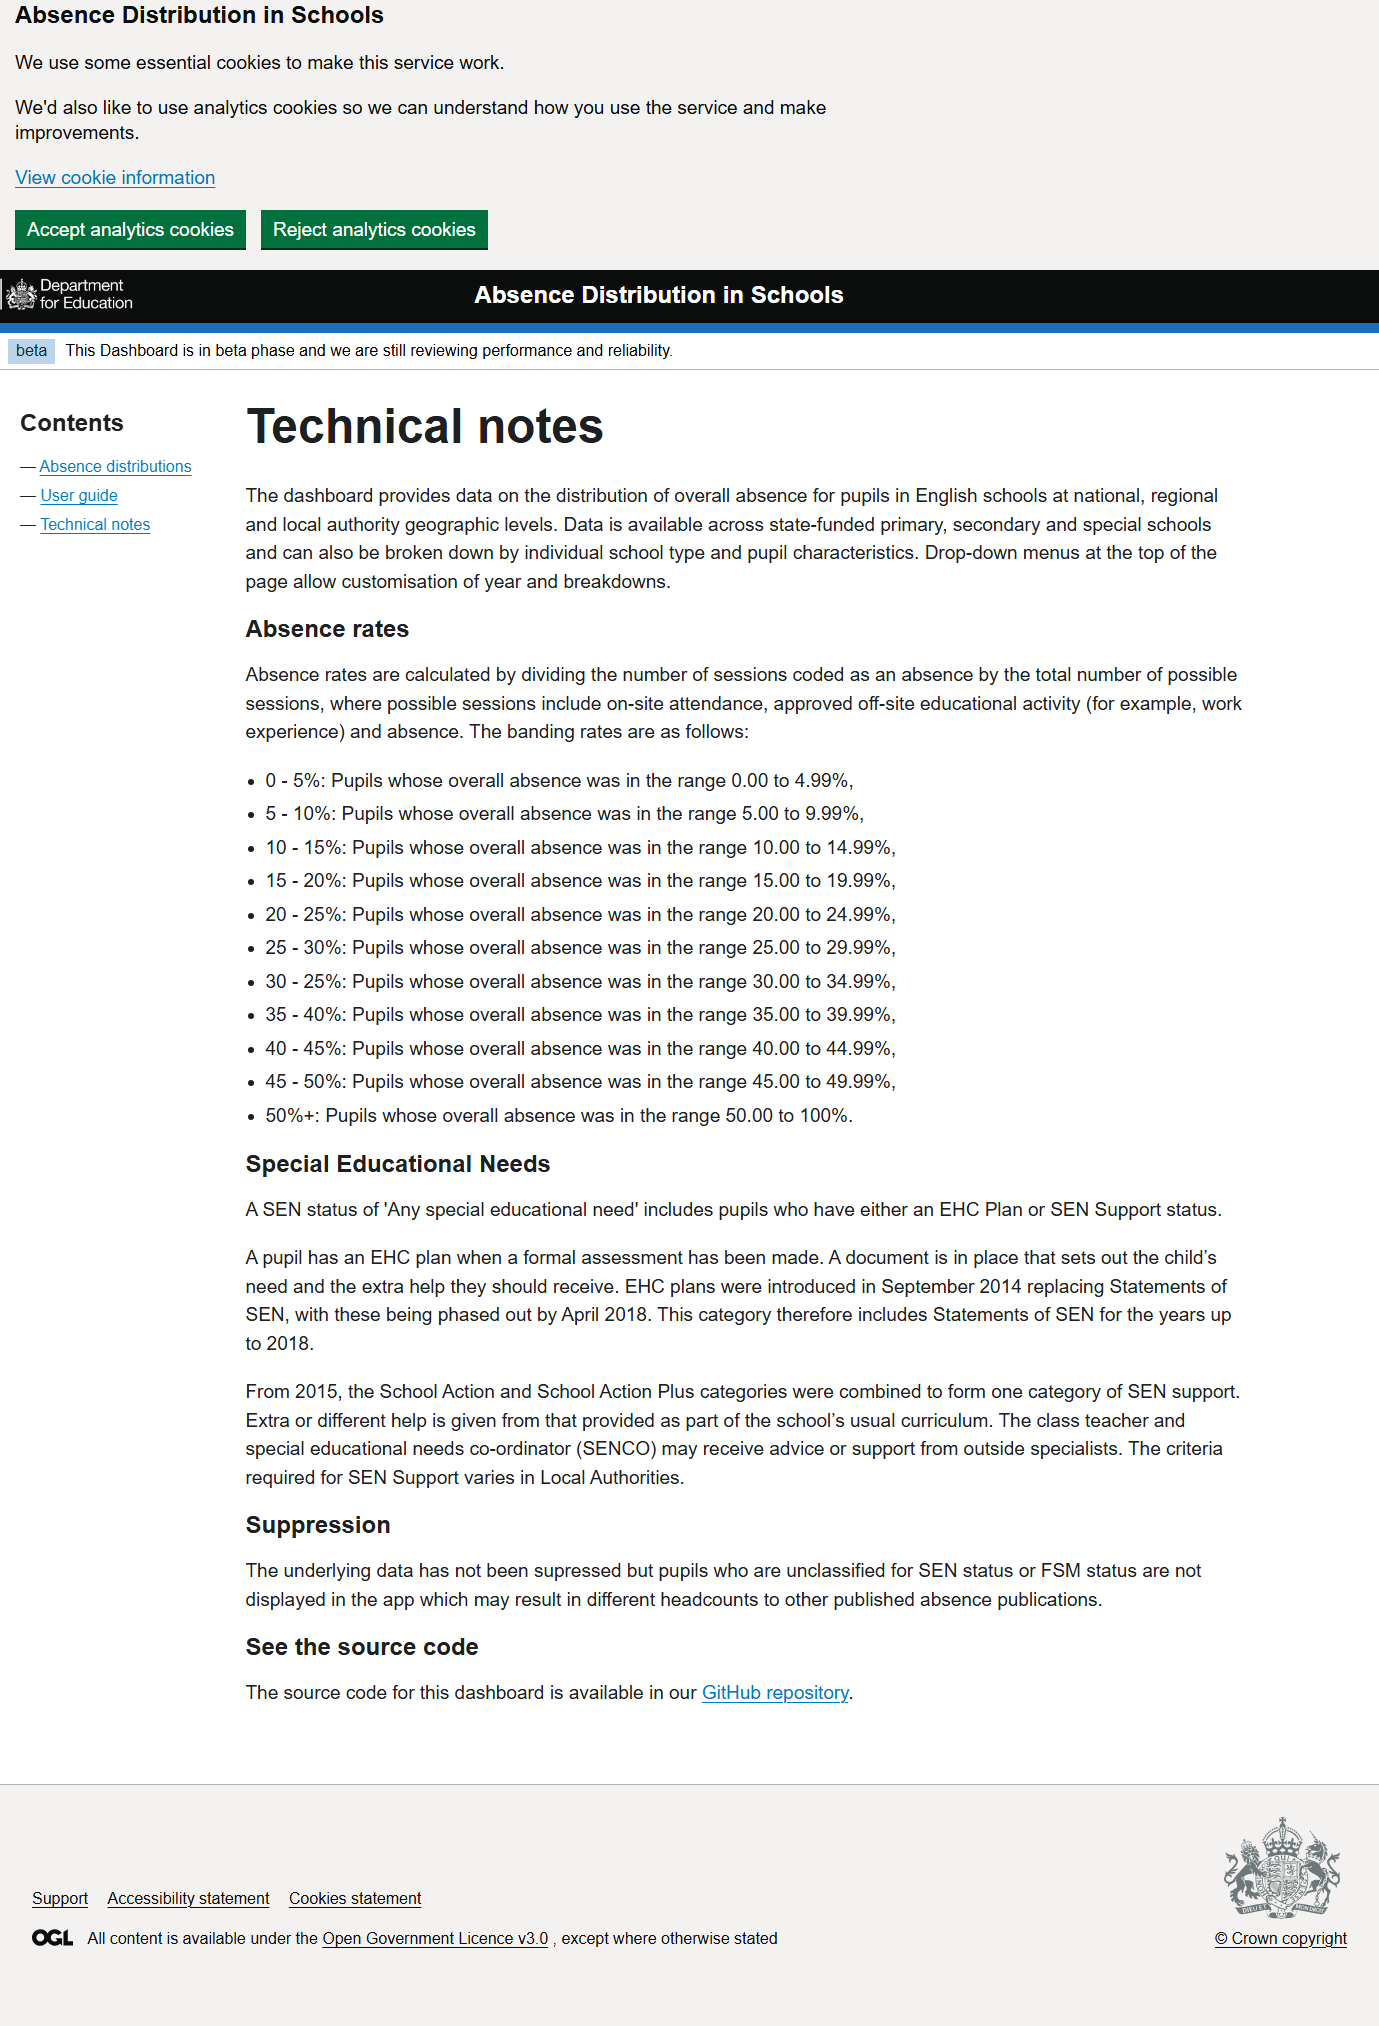 Absence Distribution in Schools
We use some essential cookies to make this service work.
We'd also like to use analytics cookies so we can understand how you use the service and make
improvements.
View cookie information
Accept analytics cookies
Reject analytics cookies
Department
for Education
Absence Distribution in Schools
beta
This Dashboard is in beta phase and we are still reviewing performance and reliability.
Contents
— Absence distributions
— User guide
— Technical notes
Technical notes
The dashboard provides data on the distribution of overall absence for pupils in English schools at national, regional
and local authority geographic levels. Data is available across state-funded primary, secondary and special schools
and can also be broken down by individual school type and pupil characteristics. Drop-down menus at the top of the
page allow customisation of year and breakdowns.
Absence rates
Absence rates are calculated by dividing the number of sessions coded as an absence by the total number of possible
sessions, where possible sessions include on-site attendance, approved off-site educational activity (for example, work
experience) and absence. The banding rates are as follows:
• 0 - 5%: Pupils whose overall absence was in the range 0.00 to 4.99%,
• 5 - 10%: Pupils whose overall absence was in the range 5.00 to 9.99%,
• 10 - 15%: Pupils whose overall absence was in the range 10.00 to 14.99%,
• 15 - 20%: Pupils whose overall absence was in the range 15.00 to 19.99%,
• 20 - 25%: Pupils whose overall absence was in the range 20.00 to 24.99%,
• 25 - 30%: Pupils whose overall absence was in the range 25.00 to 29.99%,
• 30 - 25%: Pupils whose overall absence was in the range 30.00 to 34.99%,
• 35 - 40%: Pupils whose overall absence was in the range 35.00 to 39.99%,
• 40 - 45%: Pupils whose overall absence was in the range 40.00 to 44.99%,
• 45 - 50%: Pupils whose overall absence was in the range 45.00 to 49.99%,
• 50%+: Pupils whose overall absence was in the range 50.00 to 100%.
Special Educational Needs
A SEN status of 'Any special educational need' includes pupils who have either an EHC Plan or SEN Support status.
A pupil has an EHC plan when a formal assessment has been made. A document is in place that sets out the child’s
need and the extra help they should receive. EHC plans were introduced in September 2014 replacing Statements of
SEN, with these being phased out by April 2018. This category therefore includes Statements of SEN for the years up
to 2018.
From 2015, the School Action and School Action Plus categories were combined to form one category of SEN support.
Extra or different help is given from that provided as part of the school’s usual curriculum. The class teacher and
special educational needs co-ordinator (SENCO) may receive advice or support from outside specialists. The criteria
required for SEN Support varies in Local Authorities.
Suppression
The underlying data has not been supressed but pupils who are unclassified for SEN status or FSM status are not
displayed in the app which may result in different headcounts to other published absence publications.
See the source code
The source code for this dashboard is available in our GitHub repository.
Support
Accessibility statement
Cookies statement
OGL All content is available under the Open Government Licence v3.0 , except where otherwise stated
DIEU ET MON DROIT
© Crown copyright